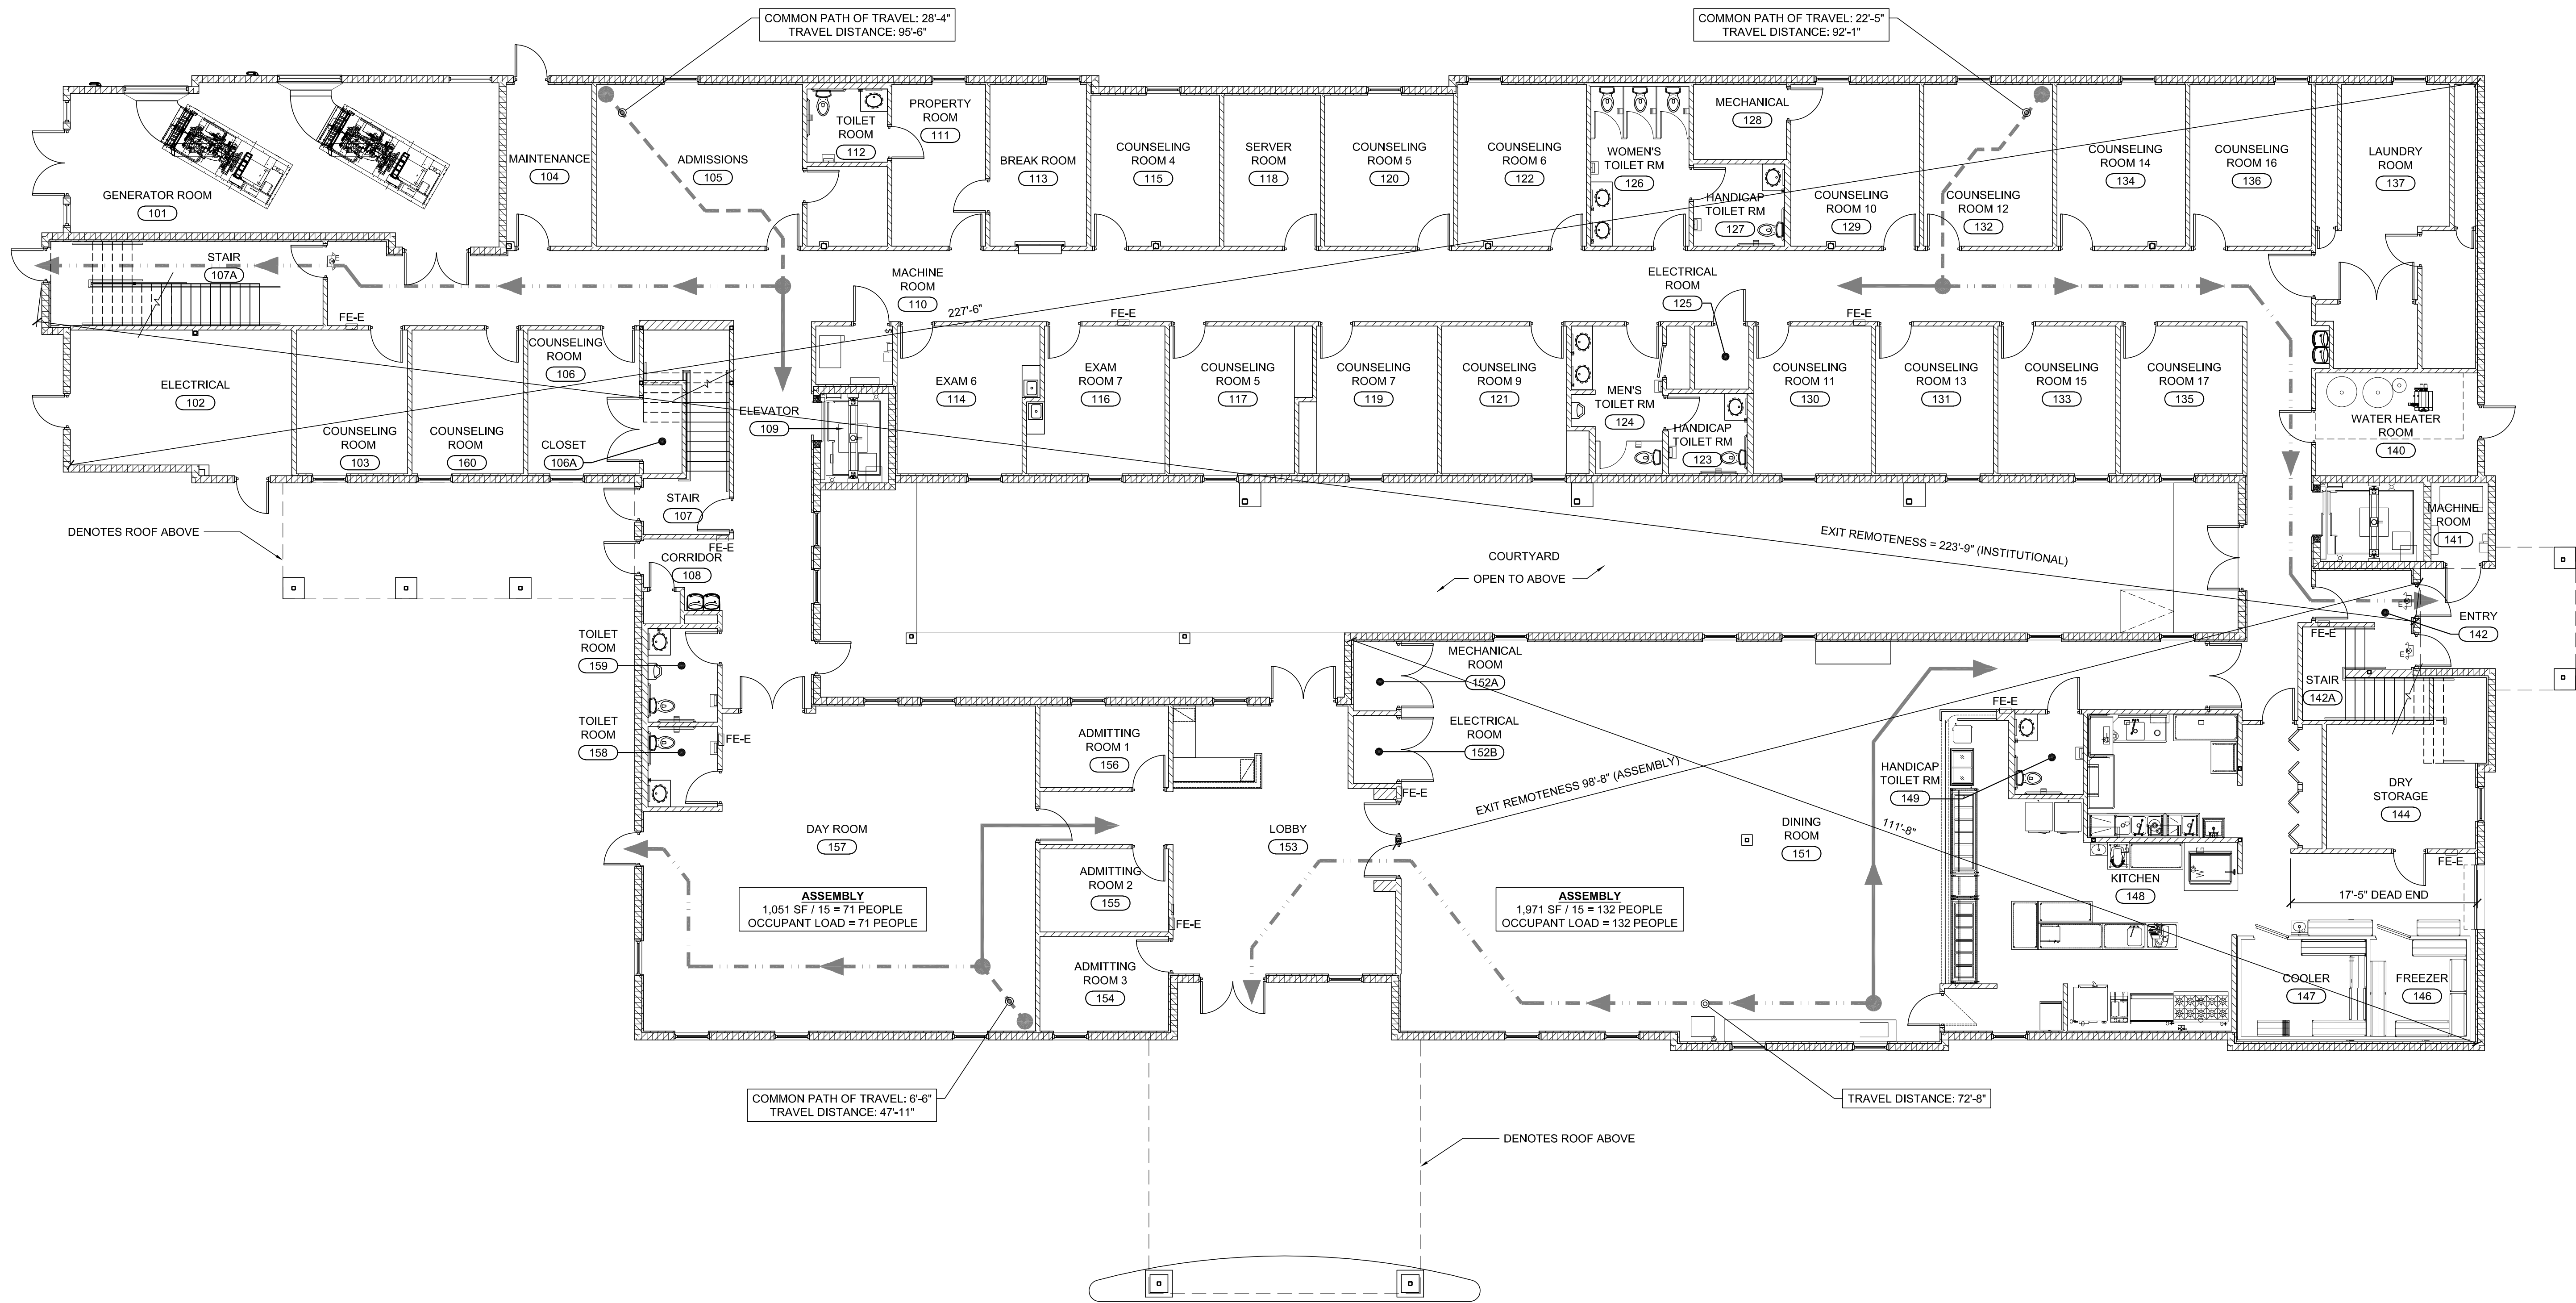 COMMON PATH OF TRAVEL: 28'-4"
TRAVEL DISTANCE: 95'-6"
COMMON PATH OF TRAVEL: 22'-5"
TRAVEL DISTANCE: 92'-1"
GENERATOR ROOM
101
MAINTENANCE
104
ADMISSIONS
105
TOILET
ROOM
112
PROPERTY
ROOM
111
BREAK ROOM
113
COUNSELING
ROOM 4
115
SERVER
ROOM
118
COUNSELING
ROOM 5
120
COUNSELING
ROOM 6
122
WOMEN'S
TOILET RM
126
MECHANICAL
128
HANDICAP
TOILET RM
127
COUNSELING
ROOM 10
129
COUNSELING
ROOM 12
132
COUNSELING
ROOM 14
134
COUNSELING
ROOM 16
136
LAUNDRY
ROOM
137
STAIR
107A
E
MACHINE
ROOM
110
227'-6"
ELECTRICAL
ROOM
125
FE-E
FE-E
FE-E
S
ELECTRICAL
102
COUNSELING
ROOM
103
COUNSELING
ROOM
160
COUNSELING
ROOM
106
CLOSET
106A
ELEVATOR
109
EXAM 6
114
EXAM
ROOM 7
116
COUNSELING
ROOM 5
117
COUNSELING
ROOM 7
119
COUNSELING
ROOM 9
121
MEN'S
TOILET RM
124
HANDICAP
TOILET RM
123
COUNSELING
ROOM 11
130
COUNSELING
ROOM 13
131
COUNSELING
ROOM 15
133
COUNSELING
ROOM 17
135
WATER HEATER
ROOM
140
STAIR
107
FE-E
DENOTES ROOF ABOVE
CORRIDOR
108
COURTYARD
OPEN TO ABOVE
EXIT REMOTENESS = 223'-9" (INSTITUTIONAL)
MACHINE
ROOM
141
E
ENTRY
142
FE-E
E
STAIR
142A
TOILET
ROOM
159
TOILET
ROOM
158
FE-E
MECHANICAL
ROOM
152A
ELECTRICAL
ROOM
152B
FE-E
ADMITTING
ROOM 1
156
EXIT REMOTENESS 98'-8" (ASSEMBLY)
111'-8"
FE-E
HANDICAP
TOILET RM
149
DRY
STORAGE
144
DAY ROOM
157
LOBBY
153
DINING
ROOM
151
ADMITTING
ROOM 2
155
FE-E
ASSEMBLY
1,051 SF / 15 = 71 PEOPLE
OCCUPANT LOAD = 71 PEOPLE
ASSEMBLY
1,971 SF / 15 = 132 PEOPLE
OCCUPANT LOAD = 132 PEOPLE
KITCHEN
148
FE-E
17'-5" DEAD END
ADMITTING
ROOM 3
154
COOLER
147
FREEZER
146
COMMON PATH OF TRAVEL: 6'-6"
TRAVEL DISTANCE: 47'-11"
TRAVEL DISTANCE: 72'-8"
DENOTES ROOF ABOVE